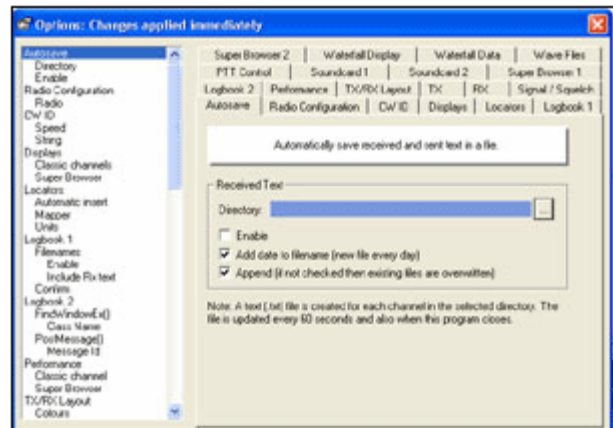 Options: Changes applied immediately
Autosave
Directory
Enable
Radio Configuration
Radio
CW ID
Speed
String
Displays
Classic channels
Super Browser
Locators
Automatic insert
Mapper
Units
Logbook 1
Filenames
Enable
Include Rx text
Confirm
Logbook 2
FindWindowEx()
Class Name
PostMessage()
Message Id
Performance
Classic channel
Super Browser
TX/RX Layout
Colours
Super Browser 2 Waterfall Display Waterfall Data Wave Files
PTT Control Soundcard 1 Soundcard 2 Super Browser 1
Logbook 2 Performance TX/RX Layout TX RX Signal / Squelch
Autosave Radio Configuration CW ID Displays Locators Logbook 1
Automatically save received and sent text in a file.
Received Text
Directory: ...
Enable
Add date to filename (new file every day)
Append (if not checked then existing files are overwritten)
Note: A text (.txt) file is created for each channel in the selected directory. The
file is updated every 60 seconds and also when this program closes.